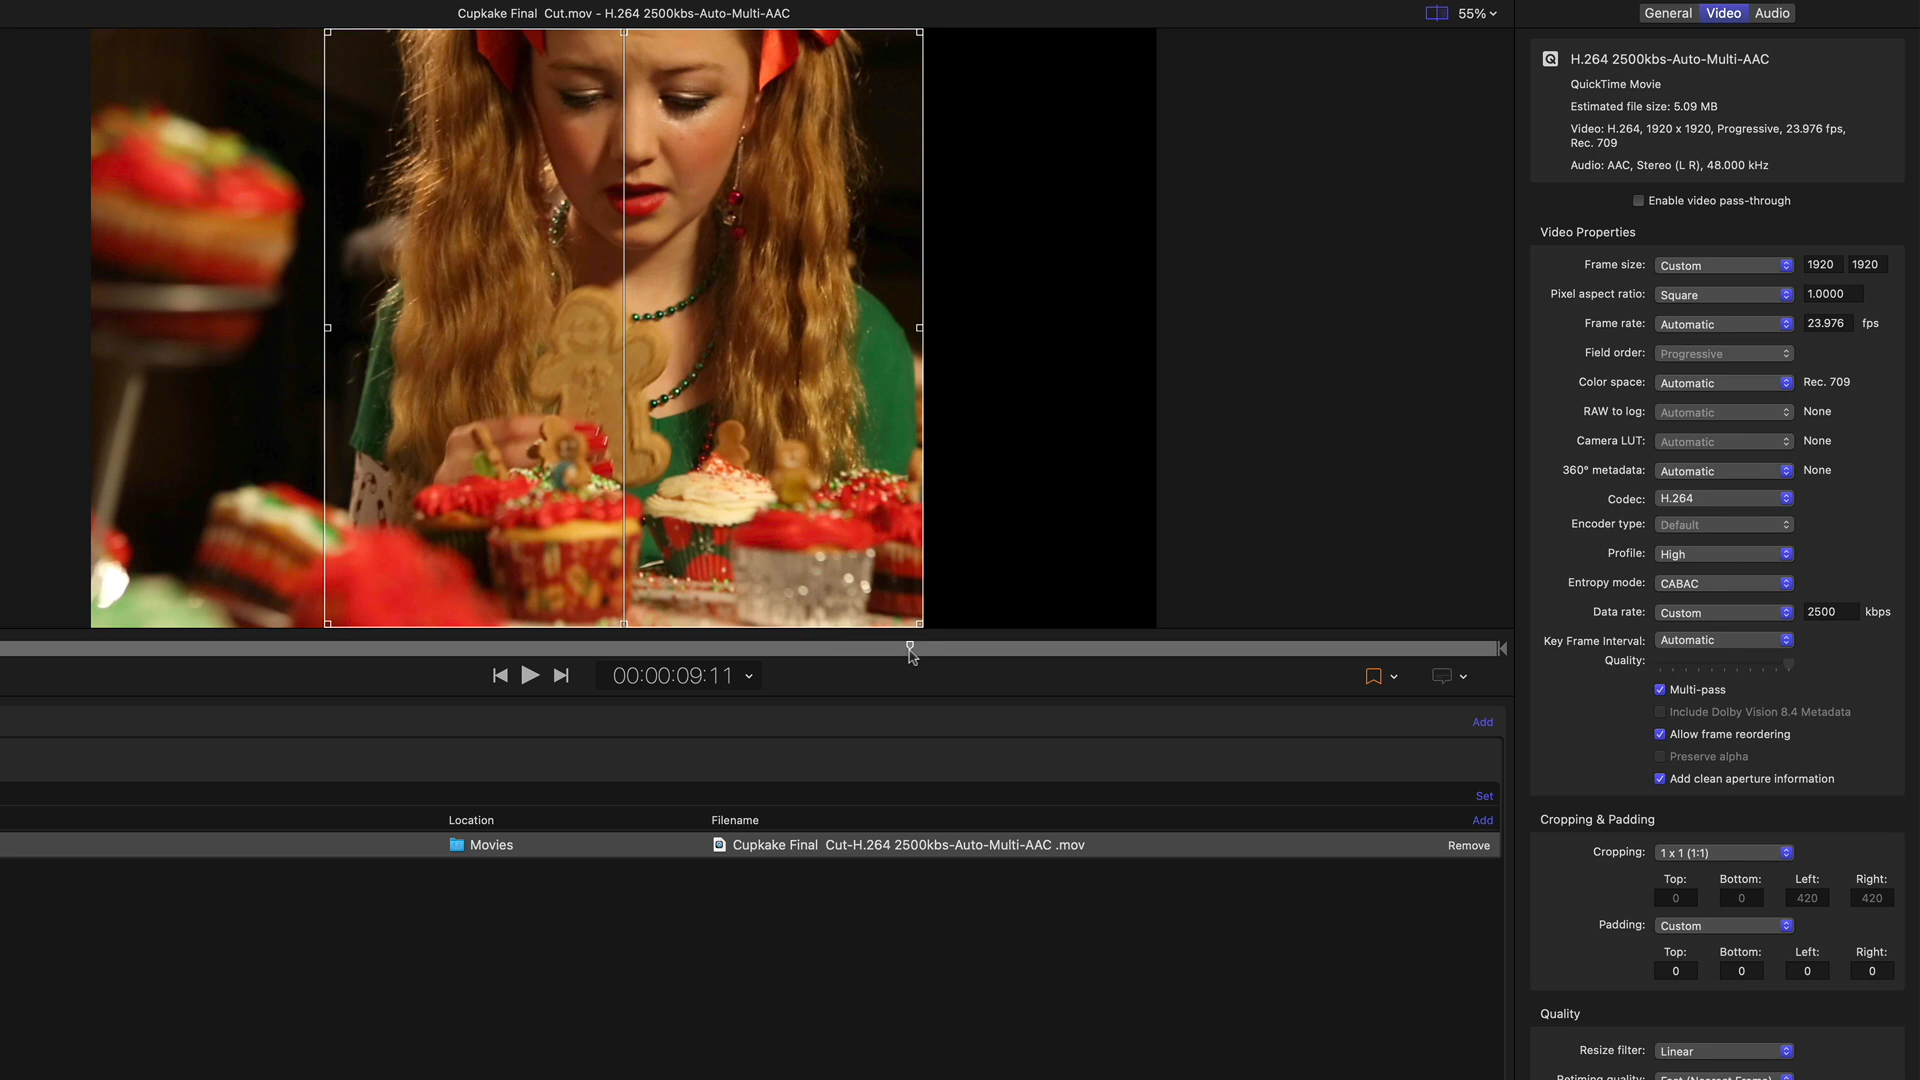 Cupkake Final  Cut.mov - H.264 2500kbs-Auto-Multi-AAC
55%
General Video Audio
H.264 2500kbs-Auto-Multi-AAC
QuickTime Movie
Estimated file size: 5.09 MB
Video: H.264, 1920 x 1920, Progressive, 23.976 fps,
Rec. 709
Audio: AAC, Stereo (L R), 48.000 kHz
Enable video pass-through
Video Properties
Frame size: Custom 1920 1920
Pixel aspect ratio: Square 1.0000
Frame rate: Automatic 23.976 fps
Field order: Progressive
Color space: Automatic Rec. 709
RAW to log: Automatic None
Camera LUT: Automatic None
360° metadata: Automatic None
Codec: H.264
Encoder type: Default
Profile: High
Entropy mode: CABAC
Data rate: Custom 2500 kbps
Key Frame Interval: Automatic
Quality:
Multi-pass
Include Dolby Vision 8.4 Metadata
Allow frame reordering
Preserve alpha
Add clean aperture information
Cropping & Padding
Cropping: 1 x 1 (1:1)
Top: Bottom: Left: Right:
0 0 420 420
Padding: Custom
Top: Bottom: Left: Right:
0 0 0 0
Quality
Resize filter: Linear
Retiming quality: Fast (Nearest Frame)
00:00:09:11
Add
Set
Location Filename Add
Movies Cupkake Final  Cut-H.264 2500kbs-Auto-Multi-AAC .mov Remove